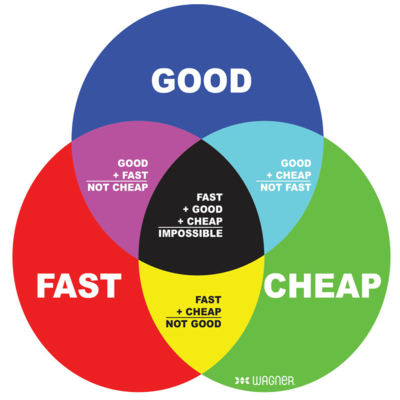 GOOD
GOOD
+ FAST
NOT CHEAP
GOOD
+ CHEAP
NOT FAST
FAST
+ GOOD
+ CHEAP
IMPOSSIBLE
FAST
CHEAP
FAST
+ CHEAP
NOT GOOD
WAGNER